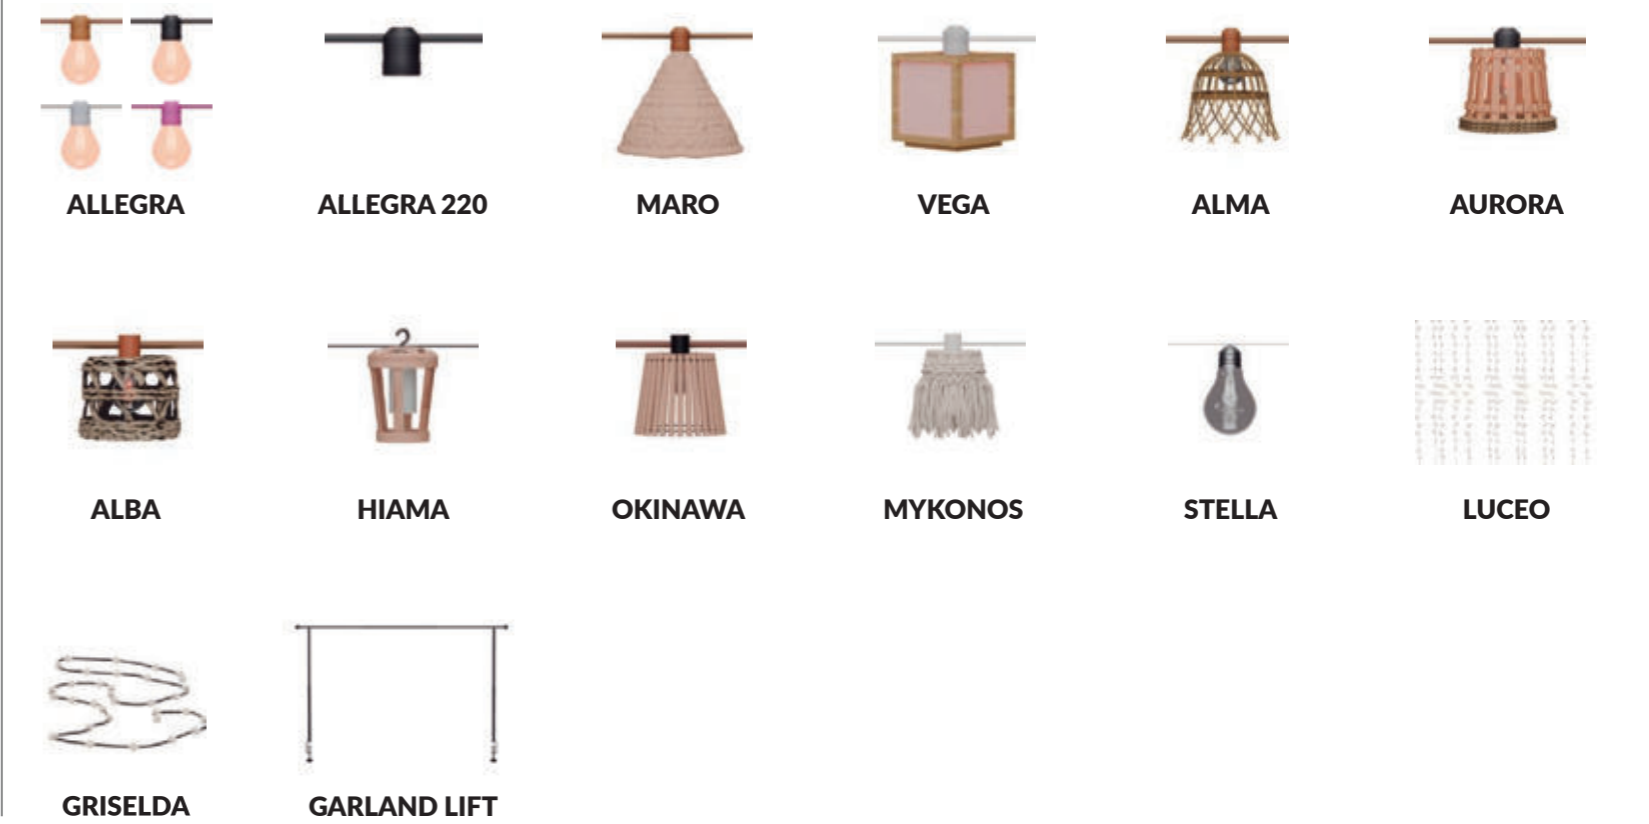 ALLEGRA
ALLEGRA 220
MARO
VEGA
ALMA
AURORA
ALBA
HIAMA
OKINAWA
MYKONOS
STELLA
LUCEO
GRISELDA
GARLAND LIFT